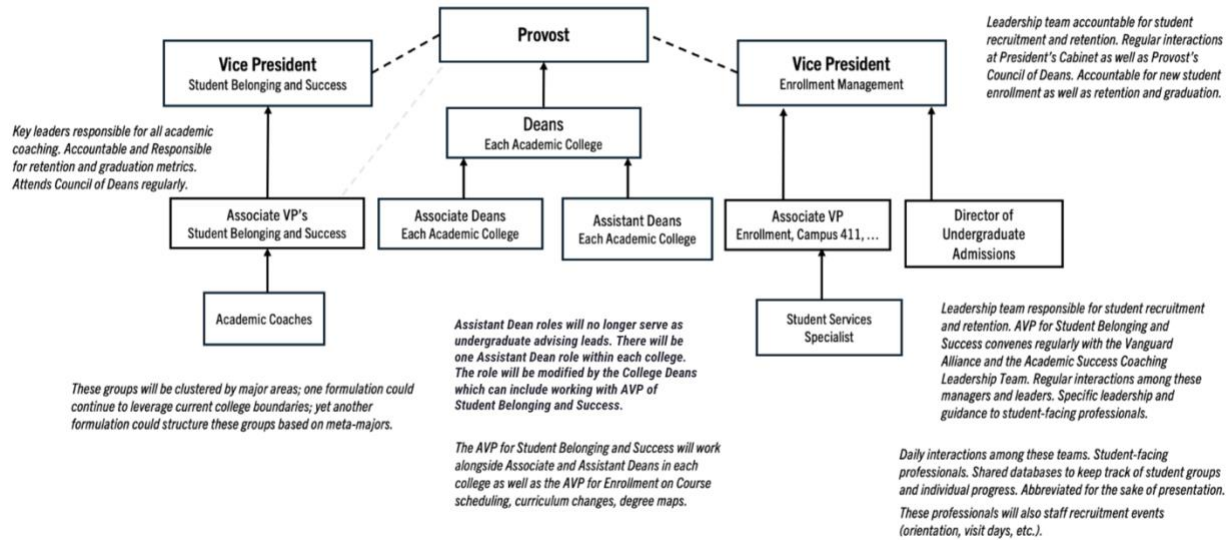 Provost
Vice President
Student Belonging and Success
Vice President
Enrollment Management
Leadership team accountable for student
recruitment and retention. Regular interactions
at President's Cabinet as well as Provost's
Council of Deans. Accountable for new student
enrollment as well as retention and graduation.
Deans
Each Academic College
Key leaders responsible for all academic
coaching. Accountable and Responsible
for retention and graduation metrics.
Attends Council of Deans regularly.
Associate VP's
Student Belonging and Success
Associate Deans
Each Academic College
Assistant Deans
Each Academic College
Associate VP
Enrollment, Campus 411, ...
Director of
Undergraduate
Admissions
Academic Coaches
Student Services
Specialist
Assistant Dean roles will no longer serve as
undergraduate advising leads. There will be
one Assistant Dean role within each college.
The role will be modified by the College Deans
which can include working with AVP of
Student Belonging and Success.
Leadership team responsible for student recruitment
and retention. AVP for Student Belonging and
Success convenes regularly with the Vanguard
Alliance and the Academic Success Coaching
Leadership Team. Regular interactions among these
managers and leaders. Specific leadership and
guidance to student-facing professionals.
These groups will be clustered by major areas; one formulation could
continue to leverage current college boundaries; yet another
formulation could structure these groups based on meta-majors.
The AVP for Student Belonging and Success will work
alongside Associate and Assistant Deans in each
college as well as the AVP for Enrollment on Course
scheduling, curriculum changes, degree maps.
Daily interactions among these teams. Student-facing
professionals. Shared databases to keep track of student groups
and individual progress. Abbreviated for the sake of presentation.
These professionals will also staff recruitment events
(orientation, visit days, etc.).